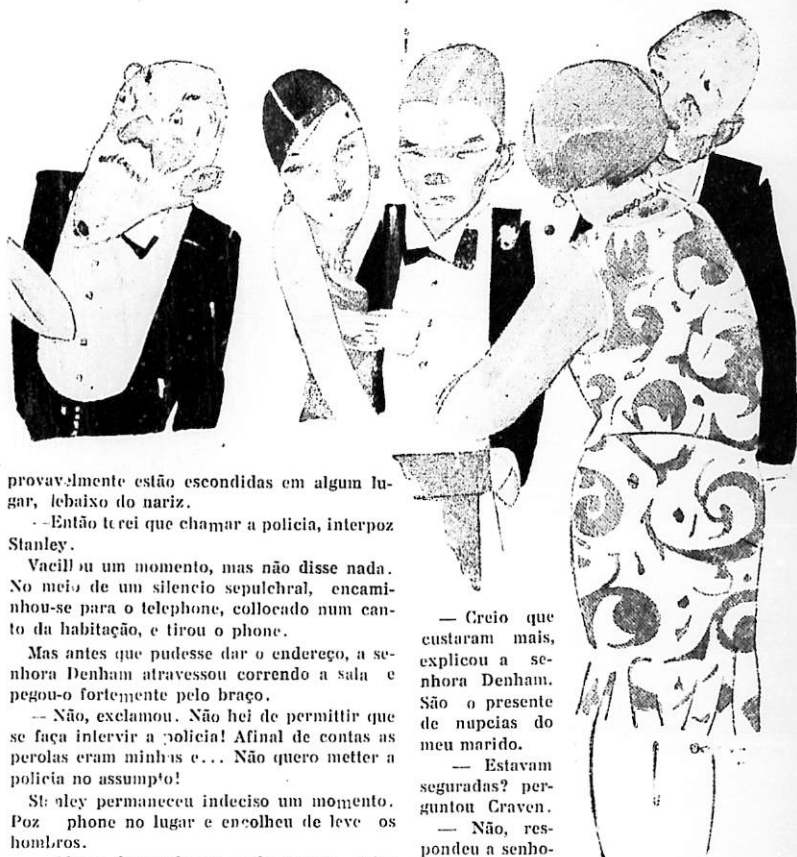 provavelmente estão escondidas em algum lu-
gar, debaixo do nariz.
--Então terei que chamar a policia, interpoz
Stanley.
Vacillou um momento, mas não disse nada.
No meio de um silencio sepulchral, encami-
nhou-se para o telephone, collocado num can-
to da habitação, e tirou o phone.
Mas antes que pudesse dar o endereço, a se-
nhora Denham atravessou correndo a sala e
pegou-o fortemente pelo braço.
— Não, exclamou. Não hei de permittir que
se faça intervir a policia! Afinal de contas as
perolas eram minhas e... Não quero metter a
policia no assumpto!
Stanley permaneceu indeciso um momento.
Poz phone no lugar e encolheu de leve os
hombros.
— Creio que
custaram mais,
explicou a se-
nhora Denham.
São o presente
de nupcias do
meu marido.
— Estavam
seguradas? per-
guntou Craven.
— Não, res-
pondeu a senho-